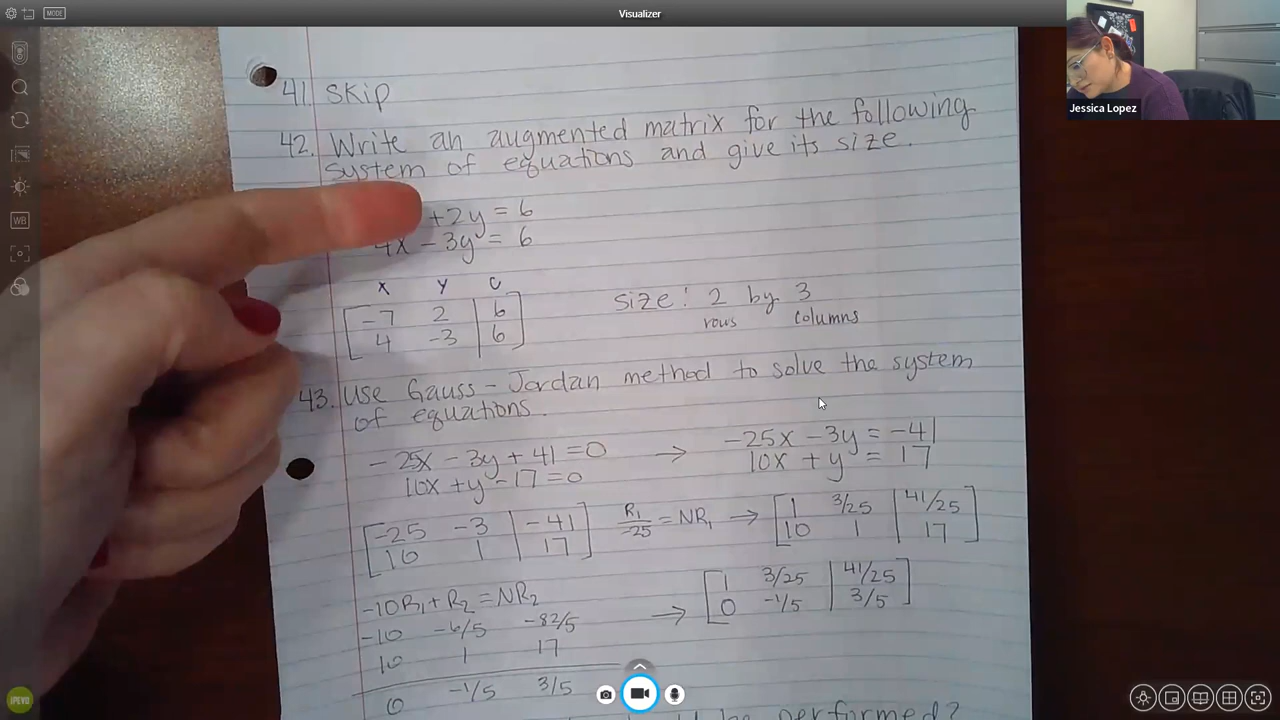 MODE
Visualizer
Jessica Lopez
WB
41. skip
42. Write an augmented matrix for the following
system of equations and give its size.
+2y = 6
4x - 3y = 6
x y c
-7 2 | 6
4 -3 | 6
size: 2 by 3
rows columns
43. Use Gauss-Jordan method to solve the system
of equations.
-25x - 3y + 41 = 0 → -25x - 3y = -41
10x + y - 17 = 0 10x + y = 17
[-25 -3 | -41] R1/-25 = NR1 → [1 3/25 | 41/25]
[10 1 | 17] [10 1 | 17]
-10R1 + R2 = NR2 → [1 3/25 | 41/25]
[0 -1/5 | 3/5]
-10 -6/5 -82/5
10 1 17
0 -1/5 3/5
be performed?
IPEVO